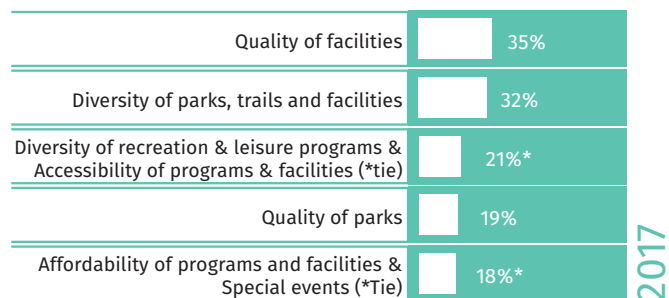 Quality of facilities 35%
Diversity of parks, trails and facilities 32%
Diversity of recreation & leisure programs &
Accessibility of programs & facilities (*tie) 21%*
Quality of parks 19%
Affordability of programs and facilities &
Special events (*Tie) 18%*
2017